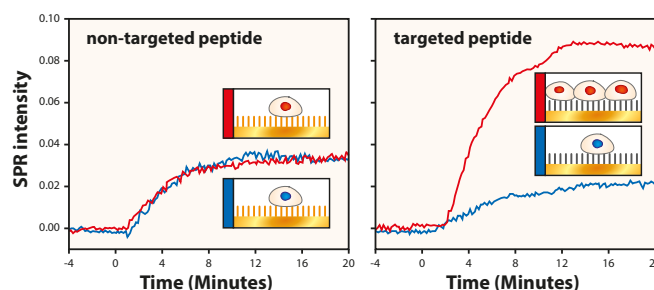 non-targeted peptide
targeted peptide
SPR intensity
0.10
0.08
0.06
0.04
0.02
0.00
-4 0 4 8 12 16 20
-4 0 4 8 12 16 20
Time (Minutes)
Time (Minutes)